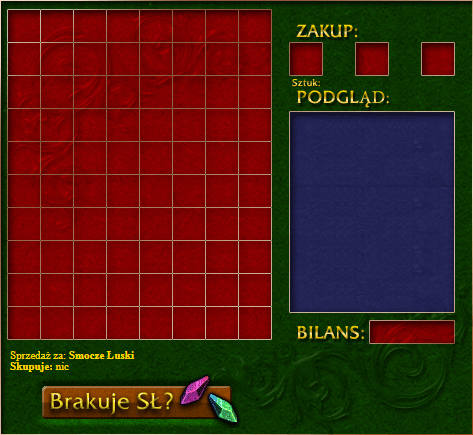 ZAKUP:
Sztuk:
PODGLĄD:
BILANS:
Sprzedaż za: Smocze Łuski
Skupuje: nic
Brakuje SŁ?